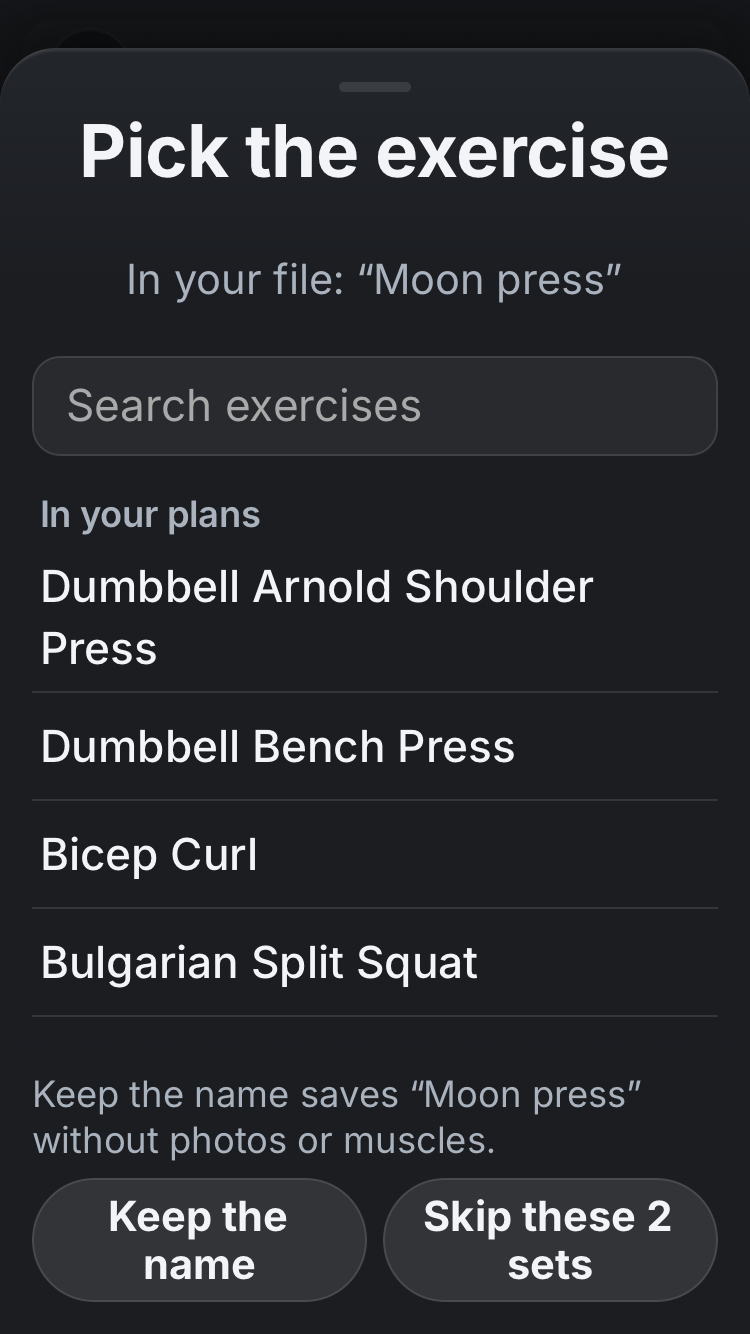 Pick the exercise
In your file: “Moon press”
Search exercises
In your plans
Dumbbell Arnold Shoulder
Press
Dumbbell Bench Press
Bicep Curl
Bulgarian Split Squat
Keep the name saves “Moon press”
without photos or muscles.
Keep the
name
Skip these 2
sets